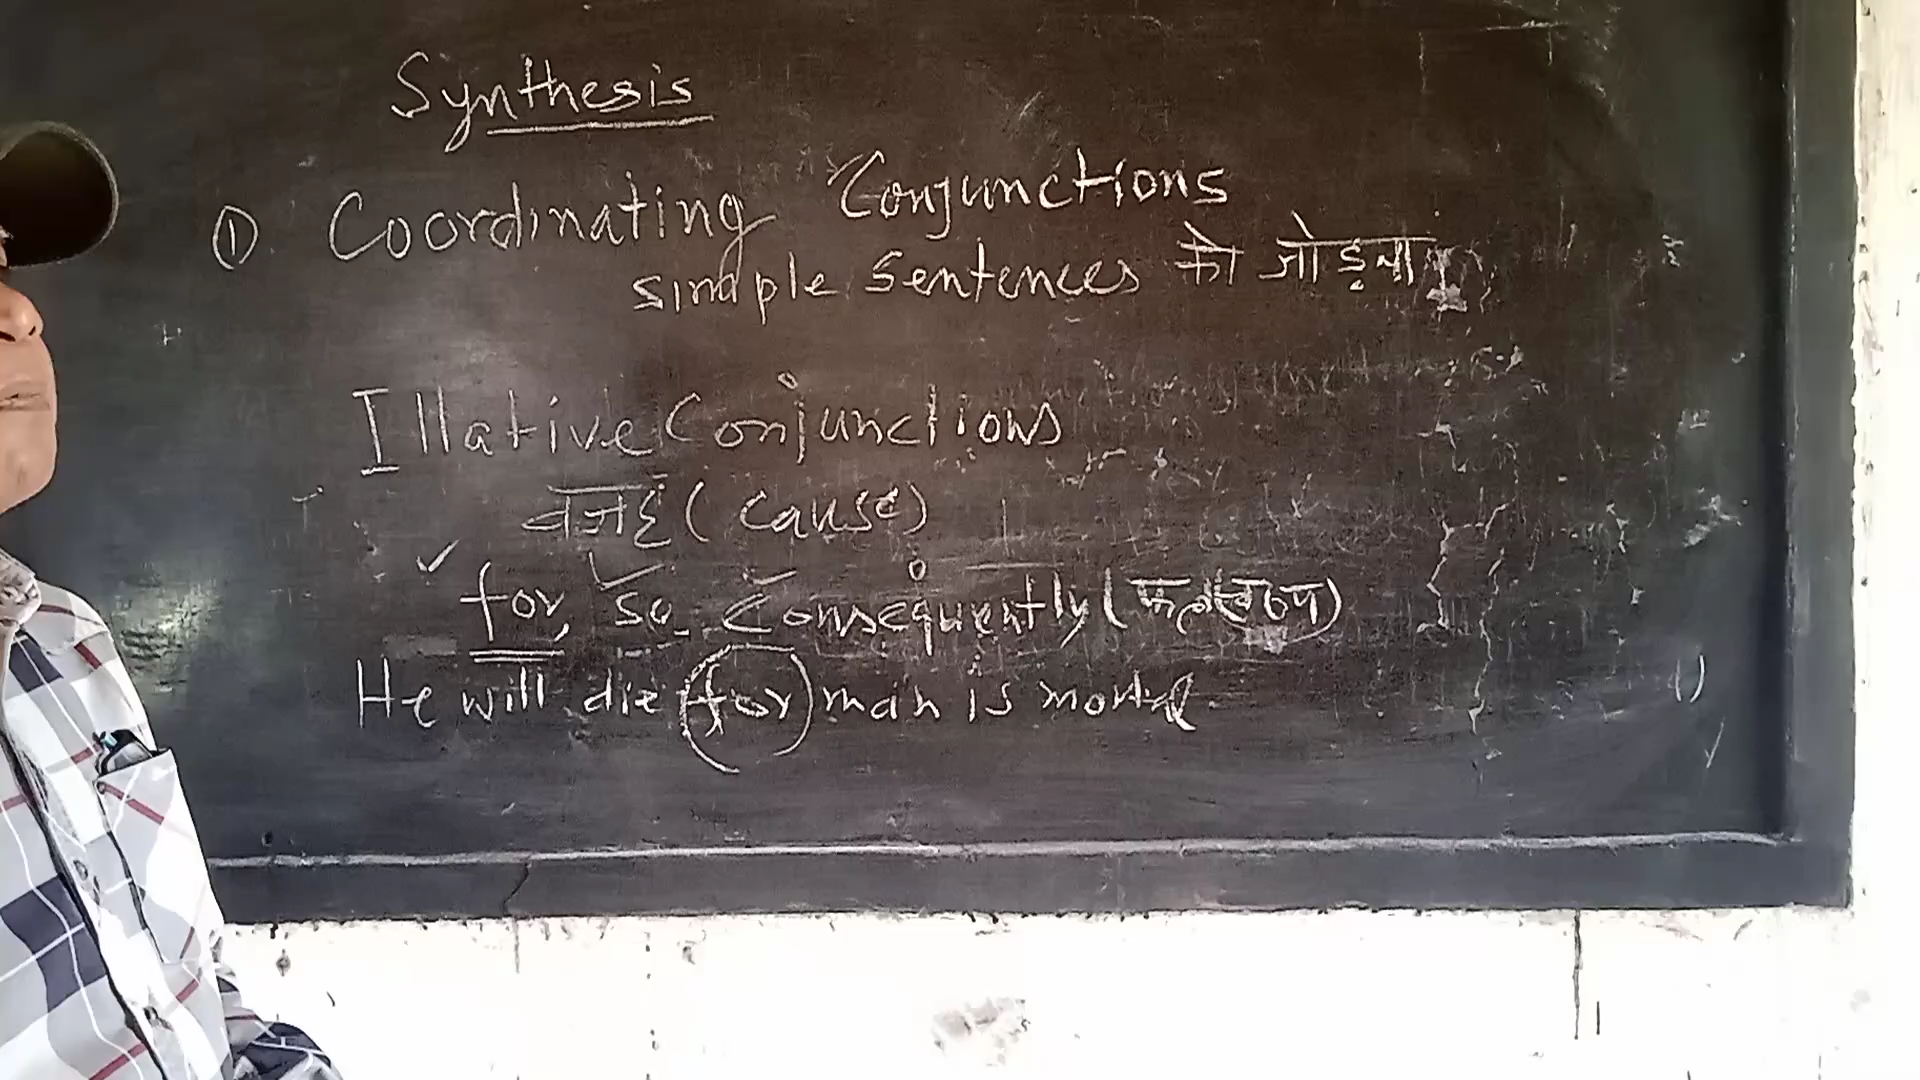 Synthesis
① Coordinating Conjunctions
simple Sentences को जोड़ना
Illative Conjunctions
वजह (cause)
for, so, Consequently (फलस्वरूप)
He will die (for) man is mortal